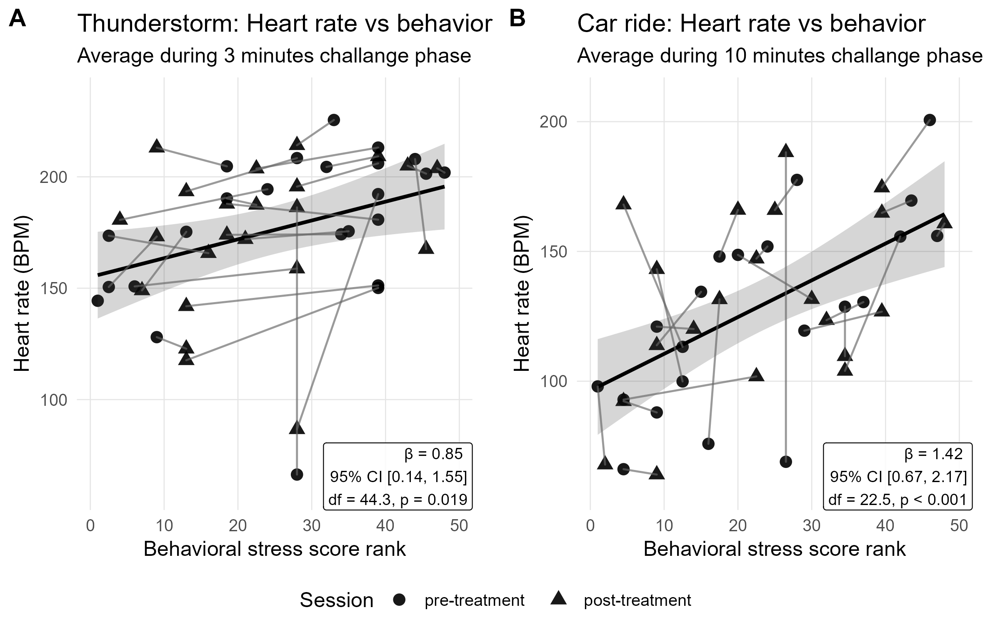 A
Thunderstorm: Heart rate vs behavior
Average during 3 minutes challange phase
Heart rate (BPM)
200
150
100
β = 0.85
95% CI [0.14, 1.55]
df = 44.3, p = 0.019
0 10 20 30 40 50
Behavioral stress score rank
B
Car ride: Heart rate vs behavior
Average during 10 minutes challange phase
Heart rate (BPM)
200
150
100
β = 1.42
95% CI [0.67, 2.17]
df = 22.5, p < 0.001
0 10 20 30 40 50
Behavioral stress score rank
Session pre-treatment post-treatment